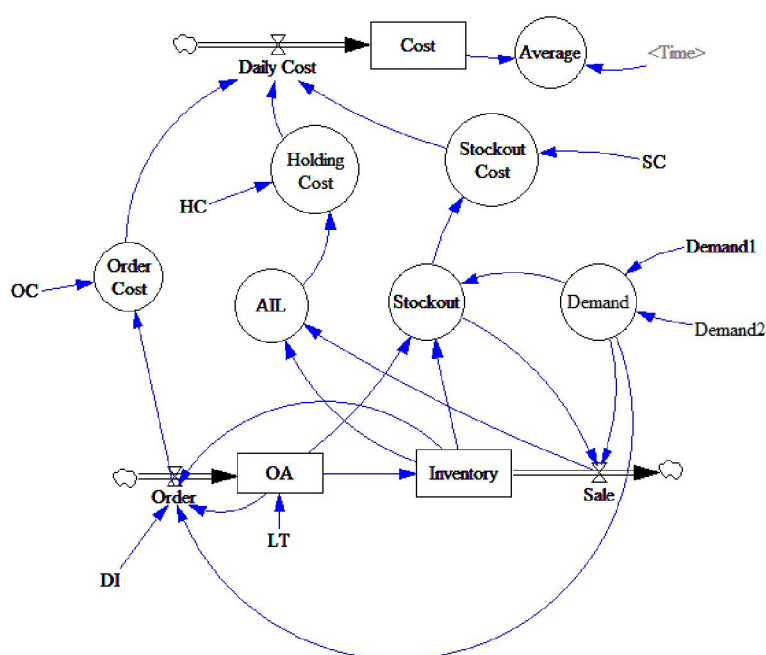 Cost
Average
<Time>
Daily Cost
Holding
Cost
Stockout
Cost
SC
HC
Order
Cost
OC
AIL
Stockout
Demand
Demand1
Demand2
OA
Inventory
Order
Sale
LT
DI